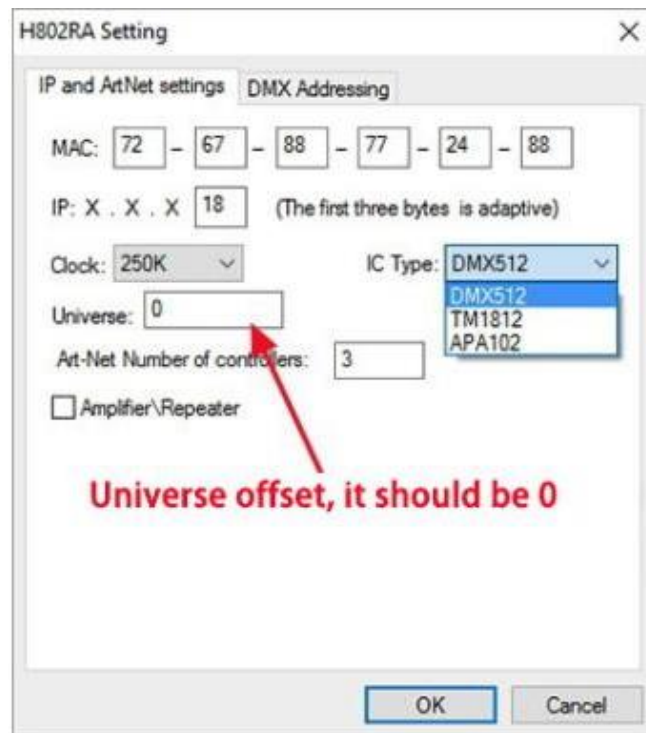 H802RA Setting
IP and ArtNet settings DMX Addressing
MAC: 72 - 67 - 88 - 77 - 24 - 88
IP: X . X . X 18 (The first three bytes is adaptive)
Clock: 250K IC Type: DMX512
DMX512
Universe: 0 TM1812
APA102
Art-Net Number of controllers: 3
Amplifier\Repeater
Universe offset, it should be 0
OK Cancel